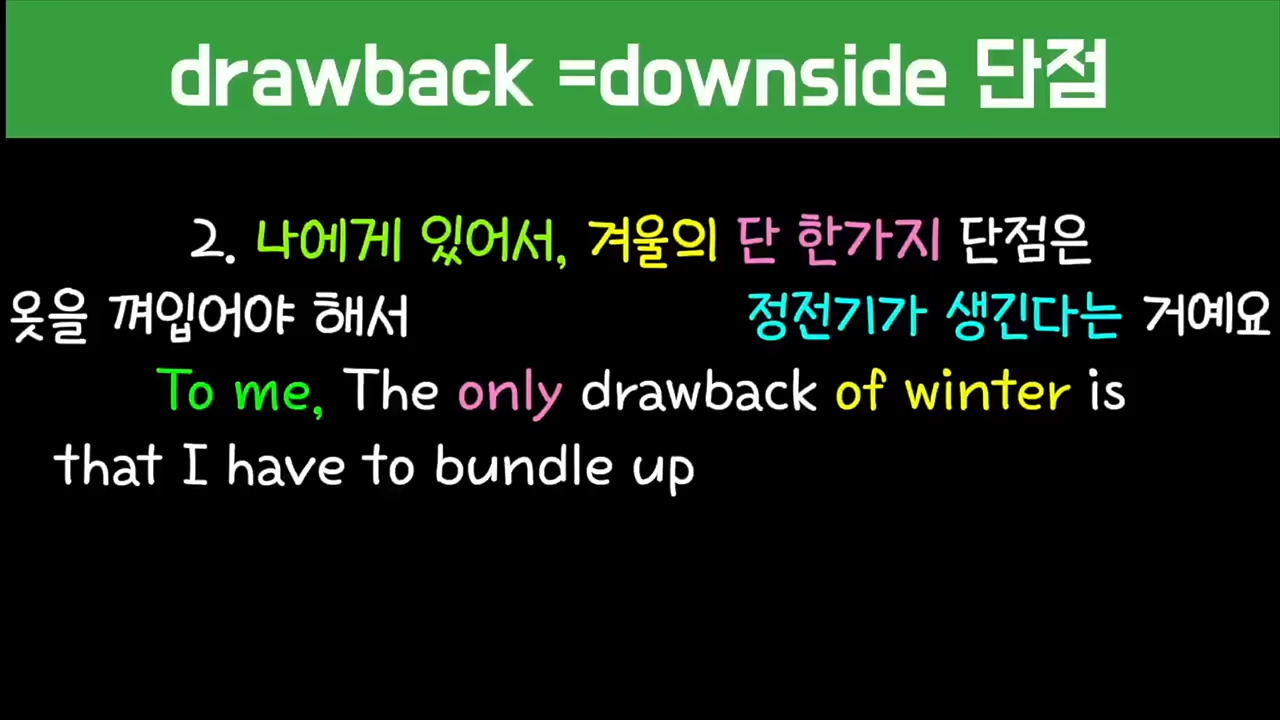 drawback =downside 단점
2. 나에게 있어서, 겨울의 단 한가지 단점은
옷을 껴입어야 해서 정전기가 생긴다는 거예요
To me, The only drawback of winter is
that I have to bundle up